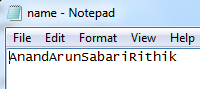 name - Notepad
File Edit Format View Help
AnandArunSabariRithik